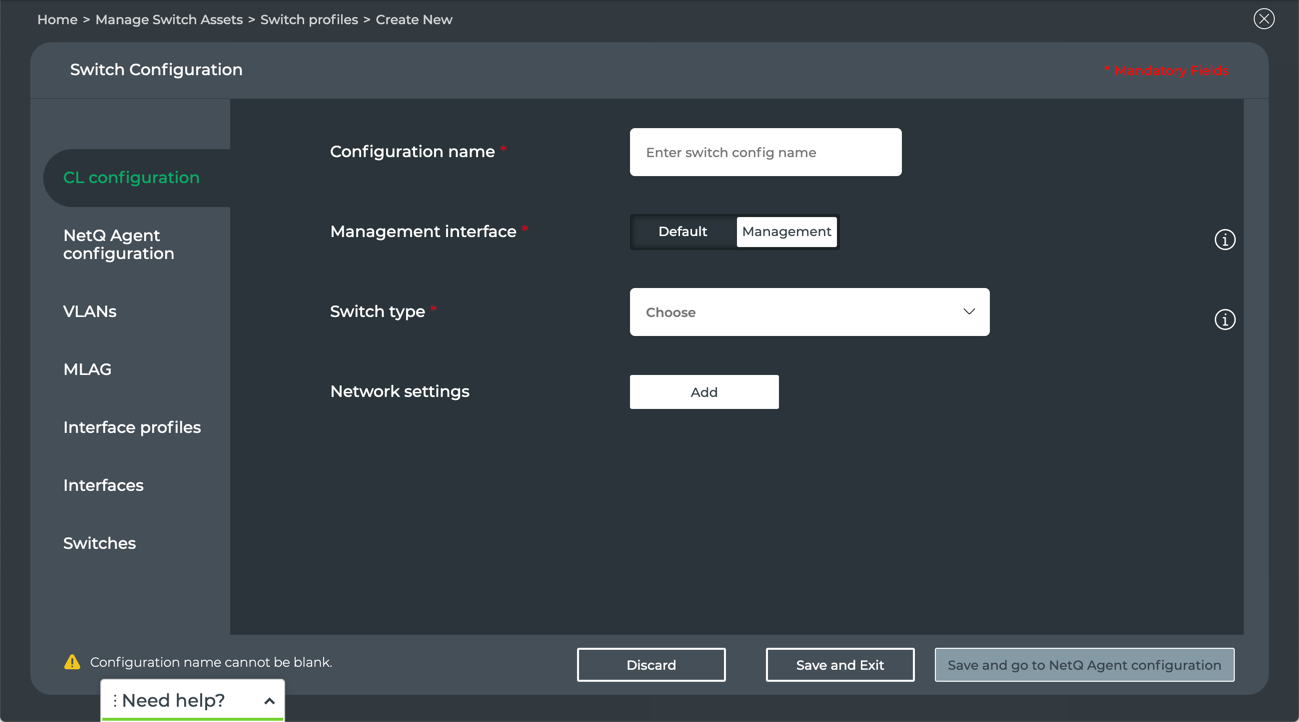 Home > Manage Switch Assets > Switch profiles > Create New
Switch Configuration
* Mandatory Fields
CL configuration
NetQ Agent
configuration
VLANs
MLAG
Interface profiles
Interfaces
Switches
Configuration name *
Enter switch config name
Management interface *
Default Management
Switch type *
Choose
Network settings
Add
Configuration name cannot be blank.
Discard
Save and Exit
Save and go to NetQ Agent configuration
Need help?